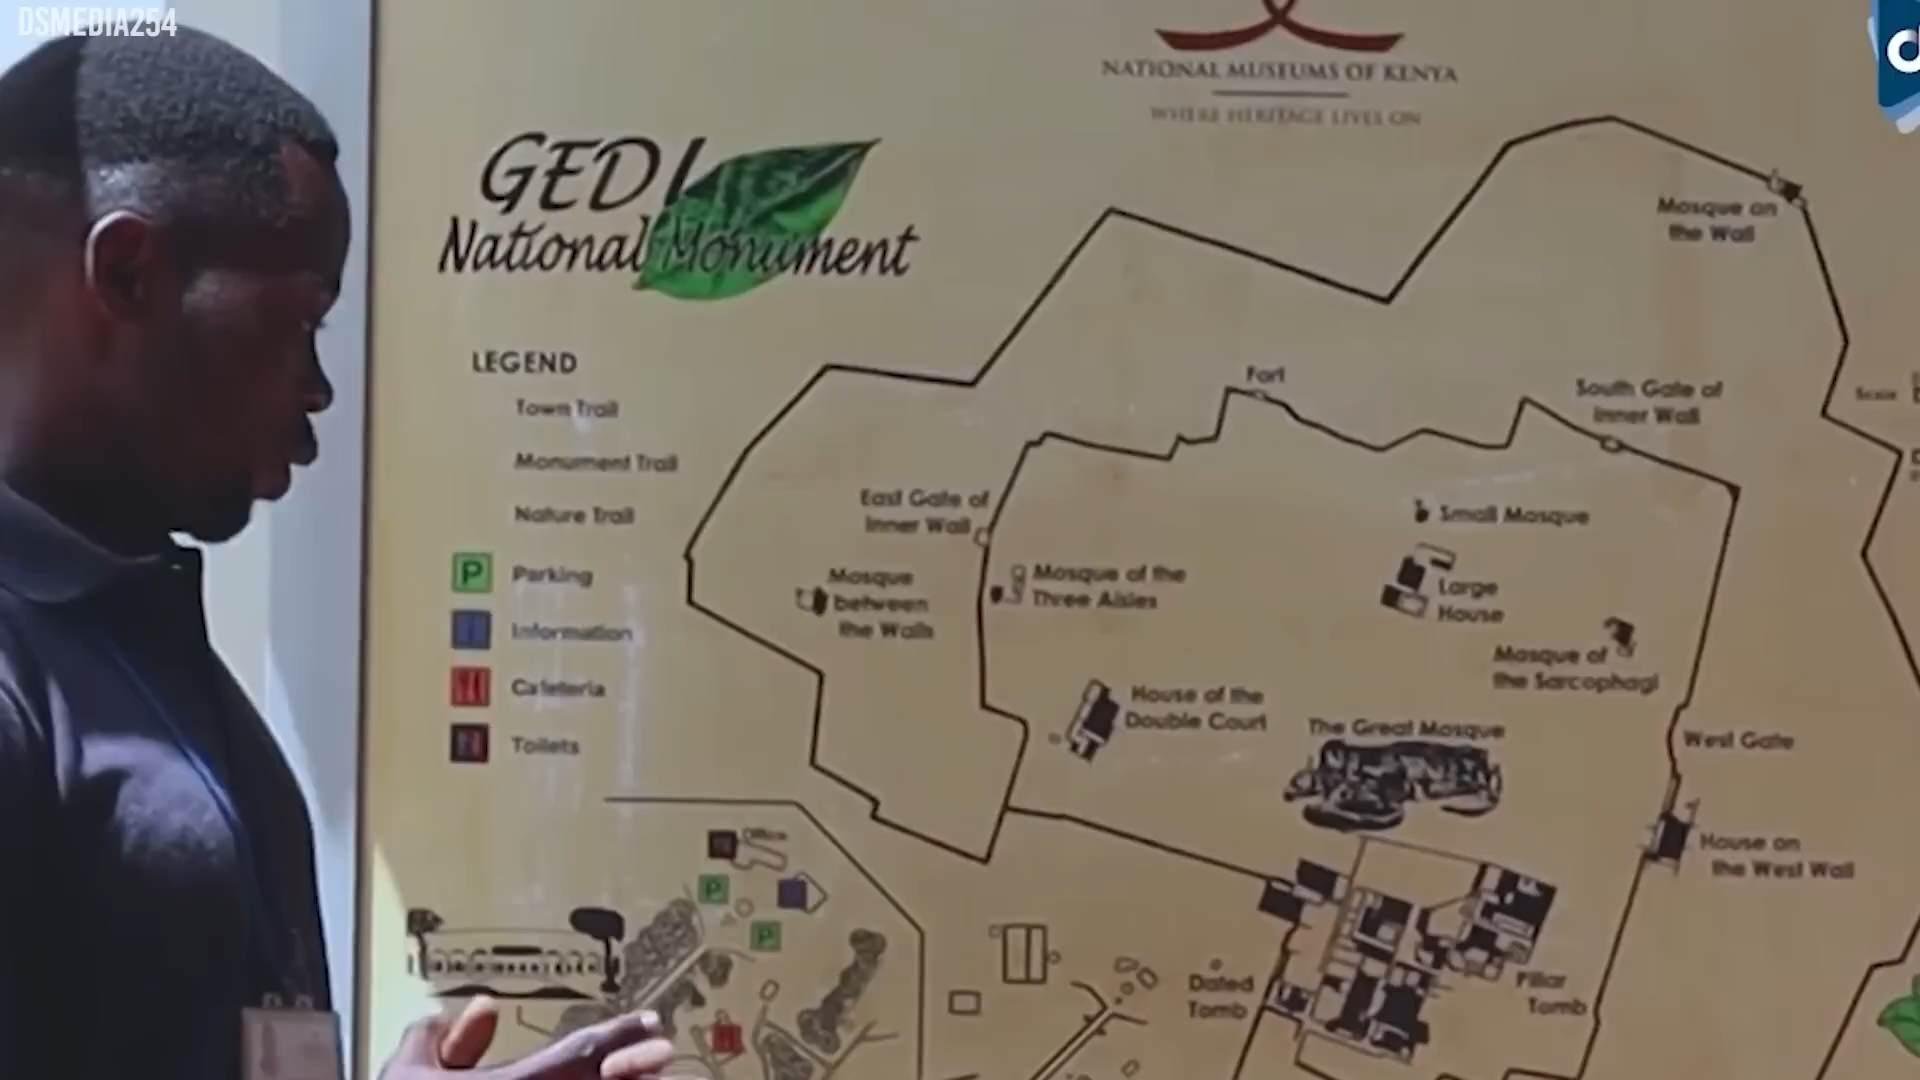 DSMEDIA254
NATIONAL MUSEUMS OF KENYA
WHERE HERITAGE LIVES ON
GEDI
National Monument
Mosque on
the Wall
LEGEND
Town Trail
Monument Trail
Nature Trail
P Parking
Information
Cafeteria
Toilets
Fort
South Gate of
Inner Wall
Scale
East Gate of
Inner Wall
Small Mosque
Mosque
between
the Walls
Mosque of the
Three Aisles
Large
House
Mosque of
the Sarcophagi
House of the
Double Court
The Great Mosque
West Gate
House on
the West Wall
Office
P
P
Dated
Tomb
Pillar
Tomb